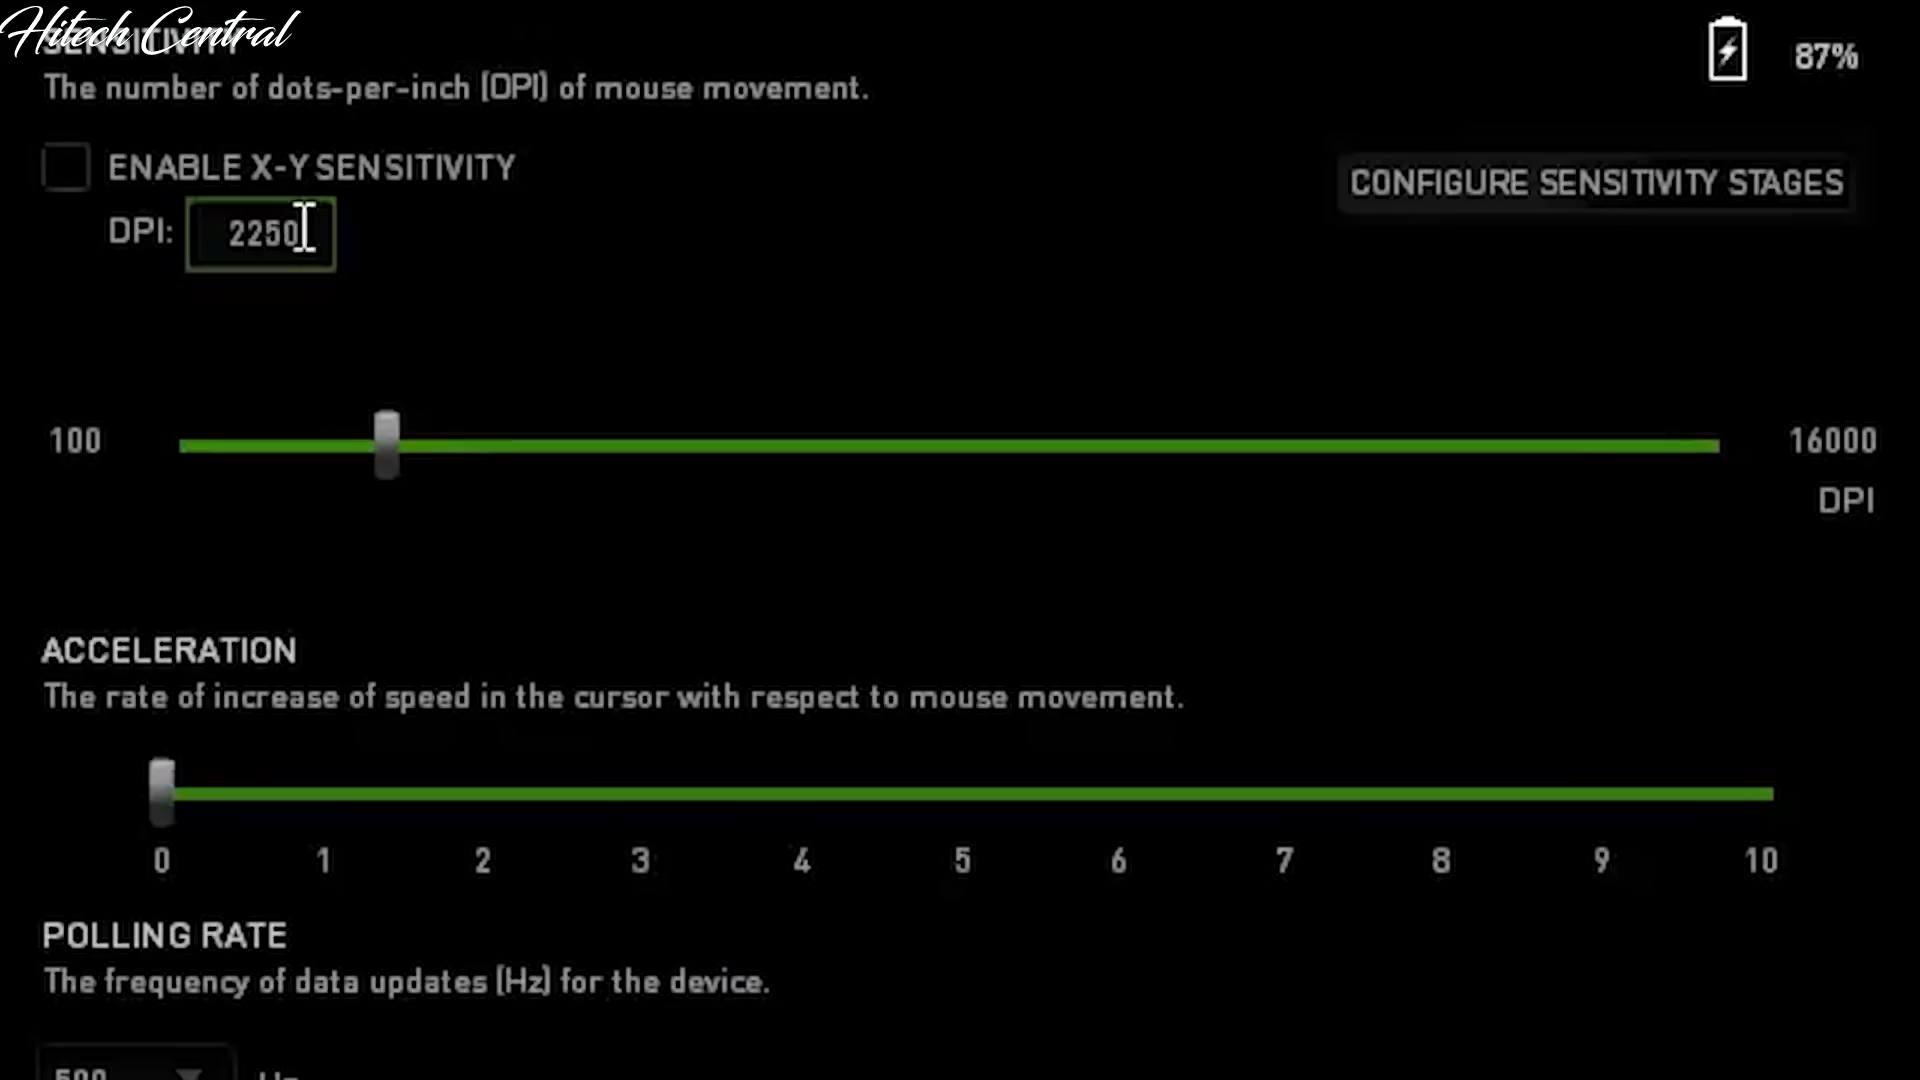 Hitech Central
SENSITIVITY
87%
The number of dots-per-inch (DPI) of mouse movement.
ENABLE X-Y SENSITIVITY
CONFIGURE SENSITIVITY STAGES
DPI: 2250
100
16000
DPI
ACCELERATION
The rate of increase of speed in the cursor with respect to mouse movement.
0 1 2 3 4 5 6 7 8 9 10
POLLING RATE
The frequency of data updates (Hz) for the device.
500 Hz